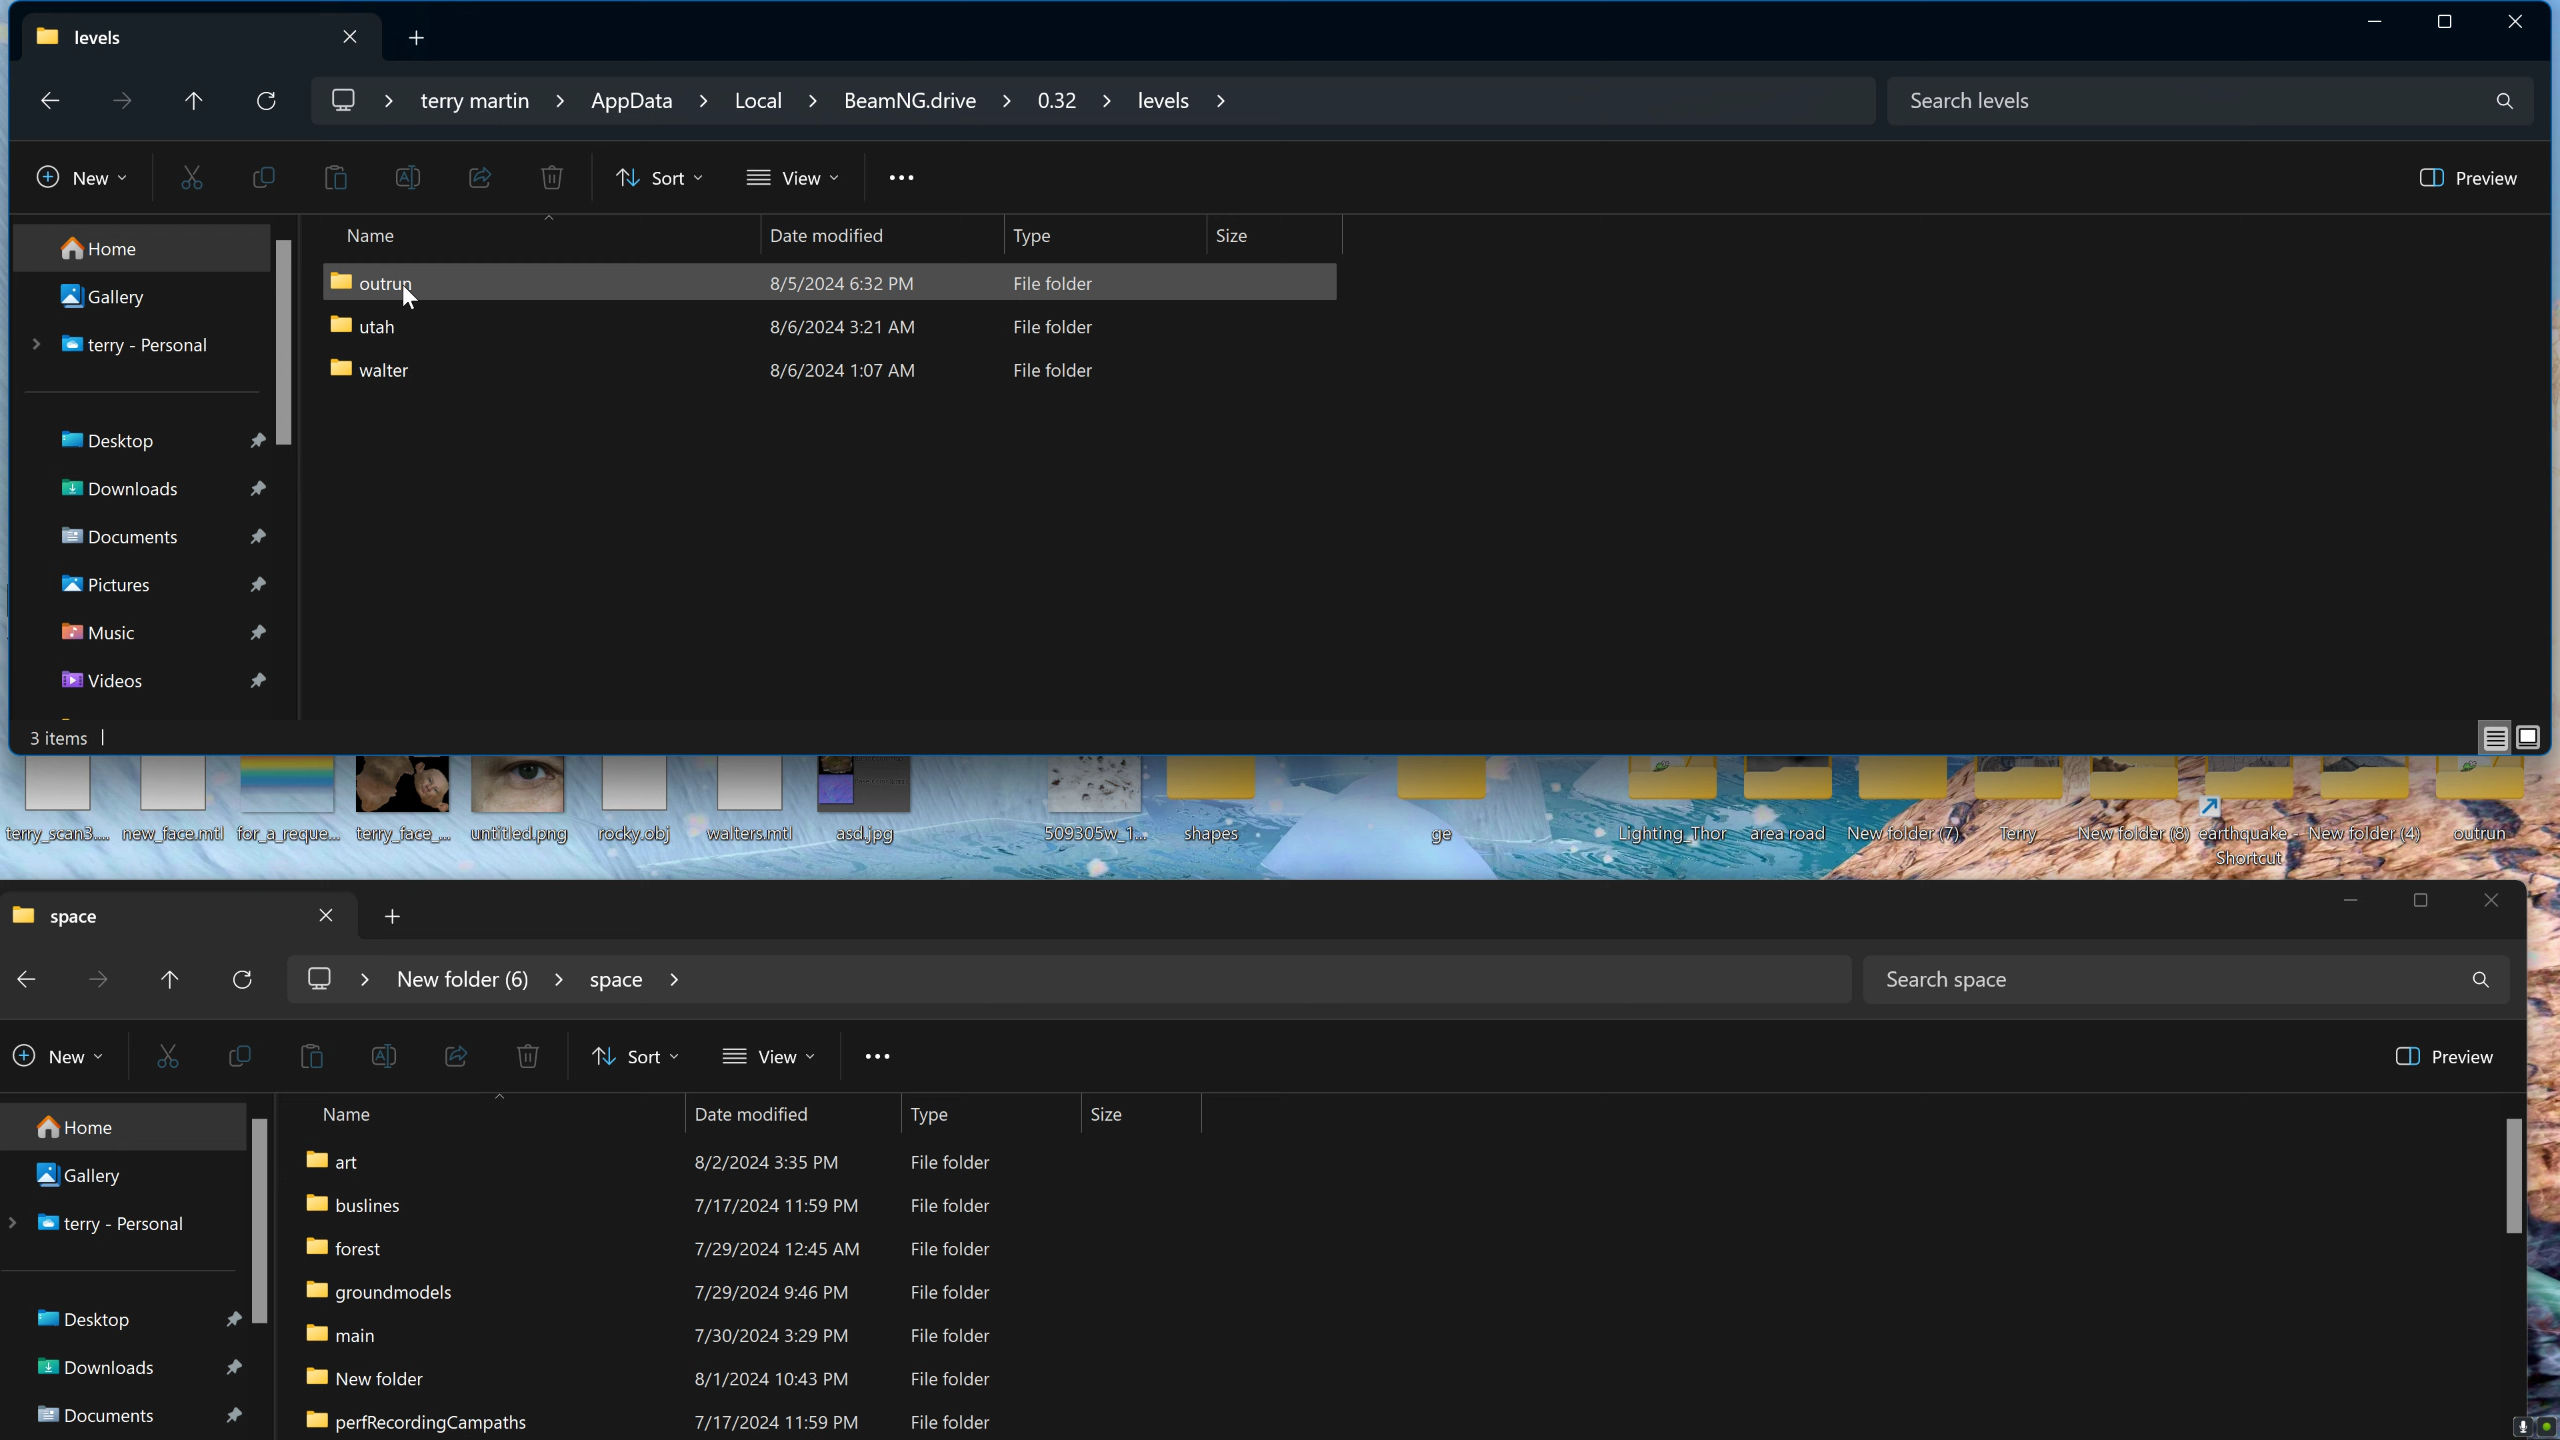 levels
terry martin AppData Local BeamNG.drive 0.32 levels
Search levels
New Sort View Preview
Name Date modified Type Size
Home
Gallery
terry - Personal
Desktop
Downloads
Documents
Pictures
Music
Videos
outrun 8/5/2024 6:32 PM File folder
utah 8/6/2024 3:21 AM File folder
walter 8/6/2024 1:07 AM File folder
3 items
terry_scan3.... new_face.mtl for_a_reque... terry_face_... untitled.png rocky.obj walters.mtl asd.jpg 509305w_1... shapes ge Lighting_Thor area road New folder (7) Terry New folder (8) earthquake - New folder (4) outrun
Shortcut
space
New folder (6) space
Search space
New Sort View Preview
Name Date modified Type Size
Home
Gallery
terry - Personal
Desktop
Downloads
Documents
art 8/2/2024 3:35 PM File folder
buslines 7/17/2024 11:59 PM File folder
forest 7/29/2024 12:45 AM File folder
groundmodels 7/29/2024 9:46 PM File folder
main 7/30/2024 3:29 PM File folder
New folder 8/1/2024 10:43 PM File folder
perfRecordingCampaths 7/17/2024 11:59 PM File folder